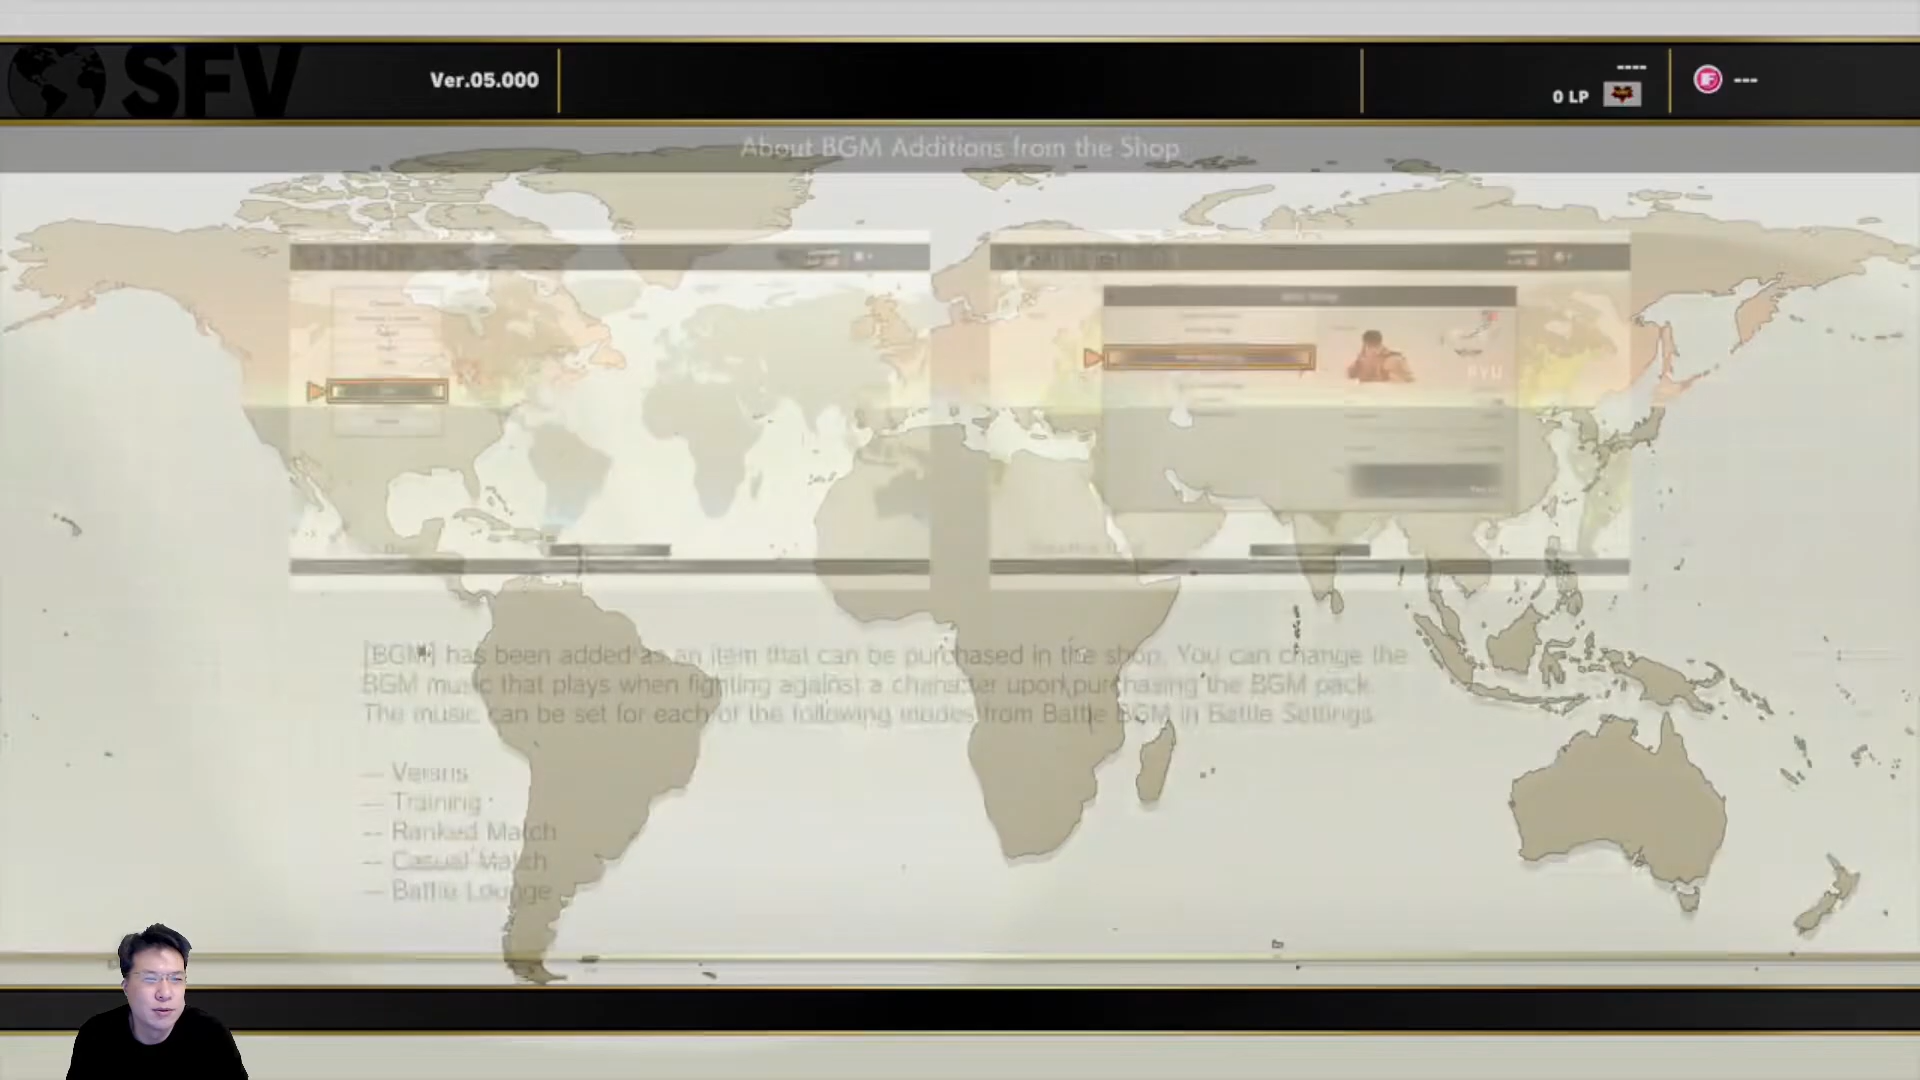 SFV
Ver.05.000
----
0 LP
F ---
About BGM Additions from the Shop
SHOP
RYU
[BGM] has been added as an item that can be purchased in the shop. You can change the
BGM music that plays when fighting against a character upon purchasing the BGM pack.
The music can be set for each of the following modes from Battle BGM in Battle Settings.
-- Versus
-- Training
-- Ranked Match
-- Casual Match
-- Battle Lounge